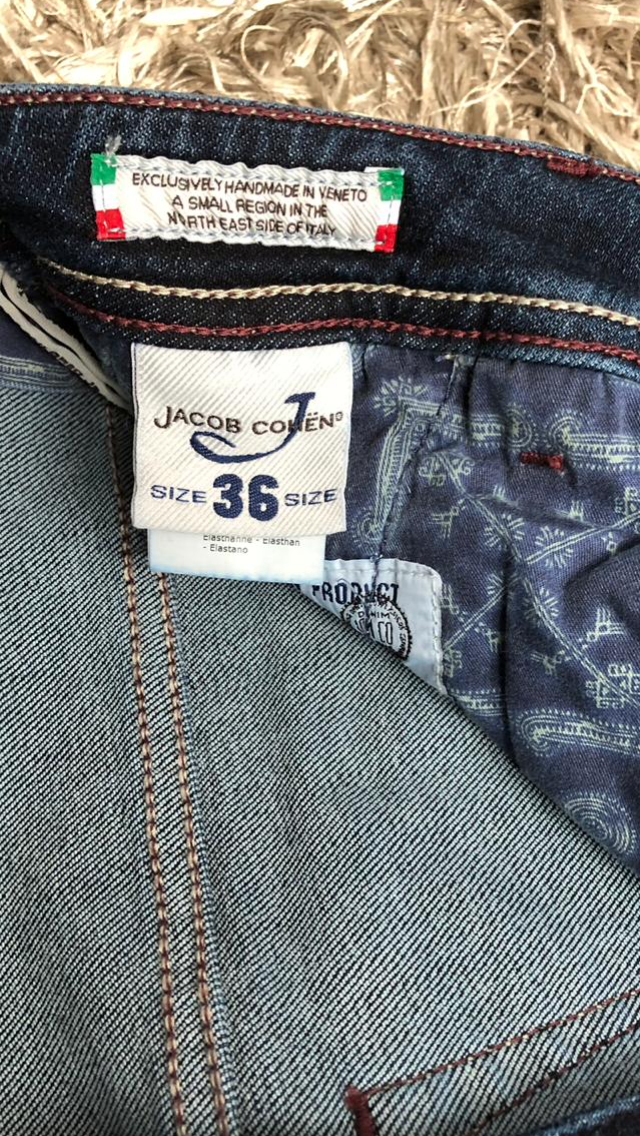 EXCLUSIVELY HANDMADE IN VENETO
A SMALL REGION IN THE
NORTH EAST SIDE OF ITALY
JACOB COHËN
SIZE 36 SIZE
Elasthanne - Elasthan
- Elastano
PRODUCT
DENIM